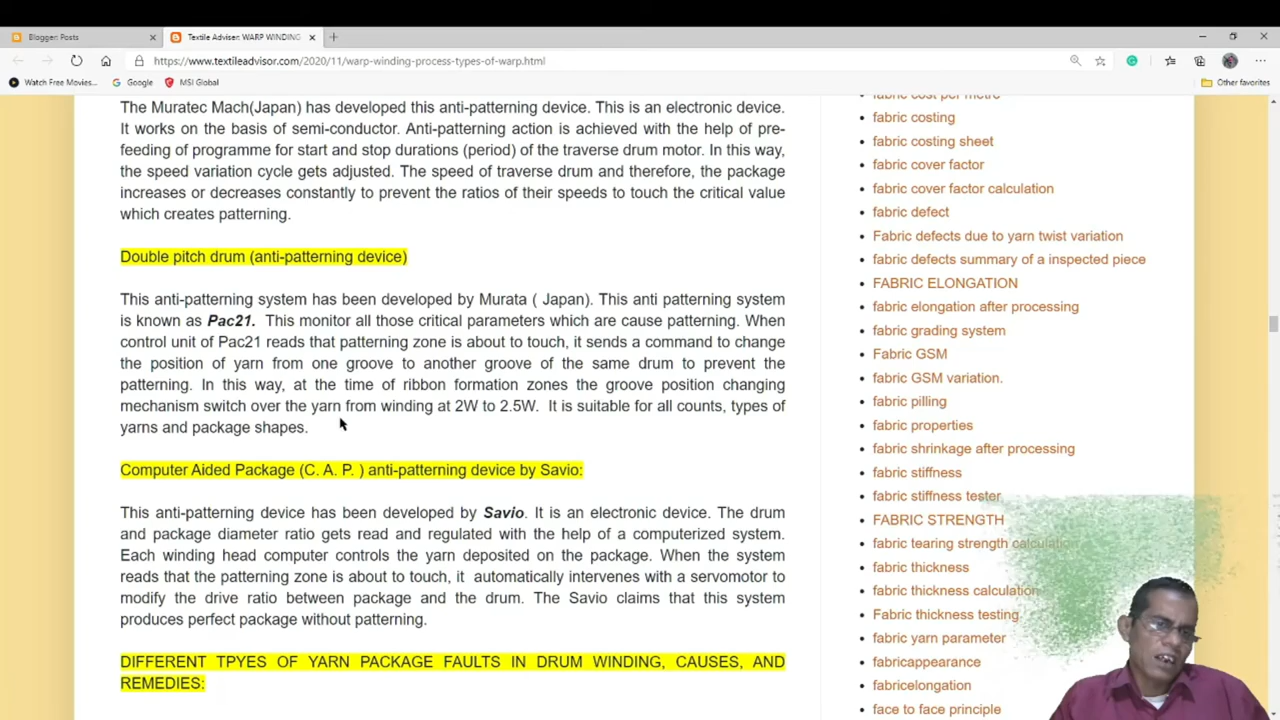 Blogger: Posts
Textile Adviser: WARP WINDING
https://www.textileadvisor.com/2020/11/warp-winding-process-types-of-warp.html
Watch Free Movies...
Google
MSI Global
Other favorites
The Muratec Mach(Japan) has developed this anti-patterning device. This is an electronic device.
It works on the basis of semi-conductor. Anti-patterning action is achieved with the help of pre-
feeding of programme for start and stop durations (period) of the traverse drum motor. In this way,
the speed variation cycle gets adjusted. The speed of traverse drum and therefore, the package
increases or decreases constantly to prevent the ratios of their speeds to touch the critical value
which creates patterning.
Double pitch drum (anti-patterning device)
This anti-patterning system has been developed by Murata ( Japan). This anti patterning system
is known as Pac21. This monitor all those critical parameters which are cause patterning. When
control unit of Pac21 reads that patterning zone is about to touch, it sends a command to change
the position of yarn from one groove to another groove of the same drum to prevent the
patterning. In this way, at the time of ribbon formation zones the groove position changing
mechanism switch over the yarn from winding at 2W to 2.5W. It is suitable for all counts, types of
yarns and package shapes.
Computer Aided Package (C. A. P. ) anti-patterning device by Savio:
This anti-patterning device has been developed by Savio. It is an electronic device. The drum
and package diameter ratio gets read and regulated with the help of a computerized system.
Each winding head computer controls the yarn deposited on the package. When the system
reads that the patterning zone is about to touch, it automatically intervenes with a servomotor to
modify the drive ratio between package and the drum. The Savio claims that this system
produces perfect package without patterning.
DIFFERENT TPYES OF YARN PACKAGE FAULTS IN DRUM WINDING, CAUSES, AND
REMEDIES:
fabric cost per metre
fabric costing
fabric costing sheet
fabric cover factor
fabric cover factor calculation
fabric defect
Fabric defects due to yarn twist variation
fabric defects summary of a inspected piece
FABRIC ELONGATION
fabric elongation after processing
fabric grading system
Fabric GSM
fabric GSM variation.
fabric pilling
fabric properties
fabric shrinkage after processing
fabric stiffness
fabric stiffness tester
FABRIC STRENGTH
fabric tearing strength calculation
fabric thickness
fabric thickness calculation
Fabric thickness testing
fabric yarn parameter
fabricappearance
fabricelongation
face to face principle